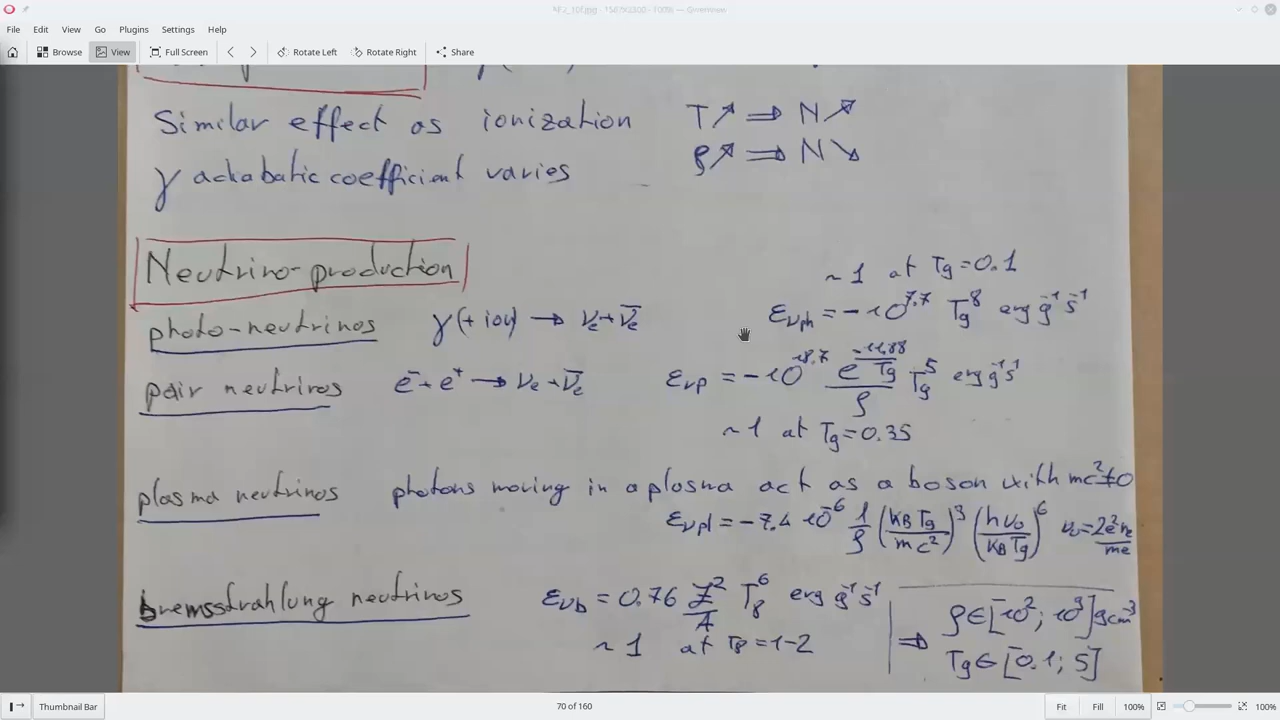 AF2_10f.jpg - 1587x2300 - 100% — Gwenview
File Edit View Go Plugins Settings Help
Browse View Full Screen Rotate Left Rotate Right Share
Similar effect as ionization T↗ ⇒ N↗
ρ↗ ⇒ N↘
γ adiabatic coefficient varies
Neutrino-production
~ 1 at T9=0.1
photo-neutrinos γ(+ion) → νe+ν̄e ενph = -10^7.7 T9^8 erg g⁻¹ s⁻¹
pair neutrinos e⁻+e⁺ → νe+ν̄e ενp = -10^18.7 e^(-11.88/T9)/ρ T9^5 erg g⁻¹ s⁻¹
~ 1 at T9=0.35
plasma neutrinos photons moving in a plasma act as a boson with mc²≠0
ενpl = -7.4 10⁻⁶ 1/ρ (KB T9/mc²)³ (hν0/KB T9)⁶ ν0=2e²ne/me
bremsstrahlung neutrinos ενb = 0.76 Z²/A T8^6 erg g⁻¹ s⁻¹
~ 1 at T8=1-2
⇒ ρ∈[10²; 10⁹] g cm⁻³
T9∈[0.1; 5]
Thumbnail Bar 70 of 160 Fit Fill 100% 100%